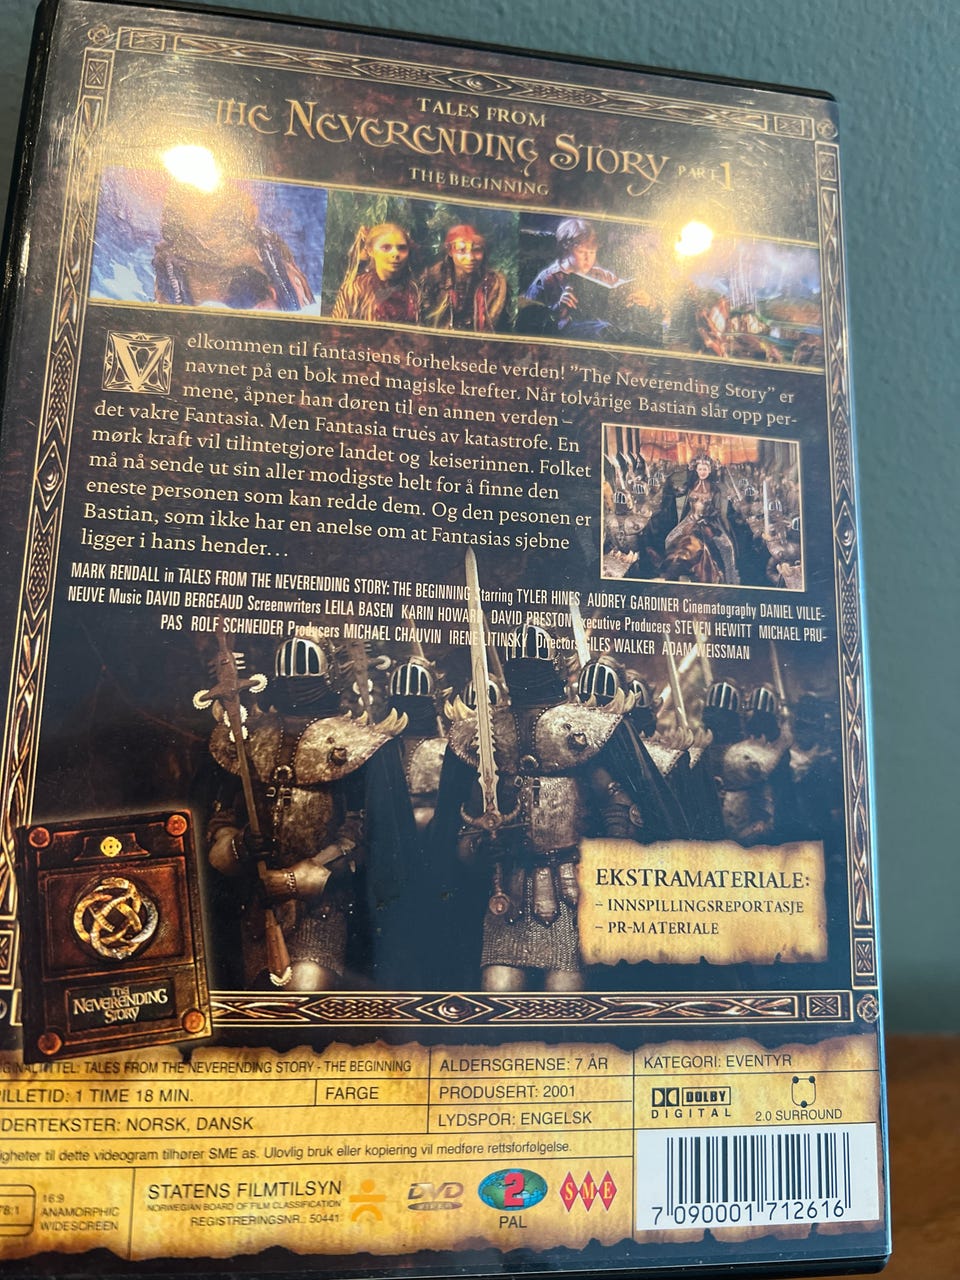 TALES FROM
THE NEVERENDING STORY PART 1
THE BEGINNING
Velkommen til fantasiens forheksede verden! "The Neverending Story" er
navnet på en bok med magiske krefter. Når tolvårige Bastian slår opp per-
mene, åpner han døren til en annen verden –
det vakre Fantasia. Men Fantasia trues av katastrofe. En
mørk kraft vil tilintetgjore landet og keiserinnen. Folket
må nå sende ut sin aller modigste helt for å finne den
eneste personen som kan redde dem. Og den pesonen er
Bastian, som ikke har en anelse om at Fantasias sjebne
ligger i hans hender...
MARK RENDALL in TALES FROM THE NEVERENDING STORY: THE BEGINNING Starring TYLER HINES AUDREY GARDINER Cinematography DANIEL VILLE-
NEUVE Music DAVID BERGEAUD Screenwriters LEILA BASEN KARIN HOWARD DAVID PRESTON Executive Producers STEVEN HEWITT MICHAEL PRU-
PAS ROLF SCHNEIDER Producers MICHAEL CHAUVIN IRENE LITINSKY Directors GILES WALKER ADAM WEISSMAN
EKSTRAMATERIALE:
– INNSPILLINGSREPORTASJE
– PR-MATERIALE
THE
NEVERENDING
STORY
GINALTITTEL: TALES FROM THE NEVERENDING STORY - THE BEGINNING
ALDERSGRENSE: 7 ÅR
KATEGORI: EVENTYR
ILLETID: 1 TIME 18 MIN.
FARGE
PRODUSERT: 2001
DERTEKSTER: NORSK, DANSK
LYDSPOR: ENGELSK
DOLBY
DIGITAL
2.0 SURROUND
igheter til dette videogram tilhører SME as. Ulovlig bruk eller kopiering vil medføre rettsforfølgelse.
78:1
16:9
ANAMORPHIC
WIDESCREEN
STATENS FILMTILSYN
NORWEGIAN BOARD OF FILM CLASSIFICATION
REGISTRERINGSNR.: 50441
DVD
VIDEO
2
PAL
SME
7 090001 712616